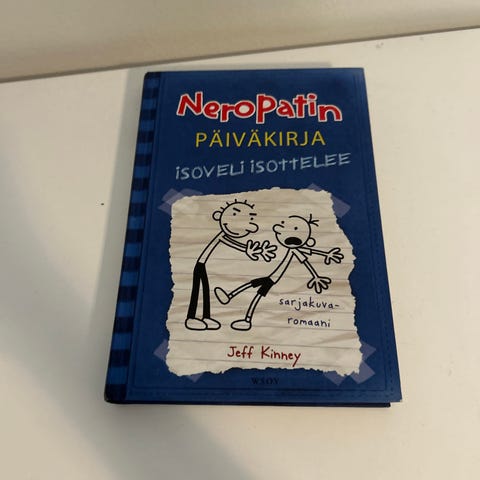 NeroPatin
PÄIVÄKIRJA
iSOVELi iSOTTELEE
sarjakuva-
romaani
Jeff Kinney
WSOY